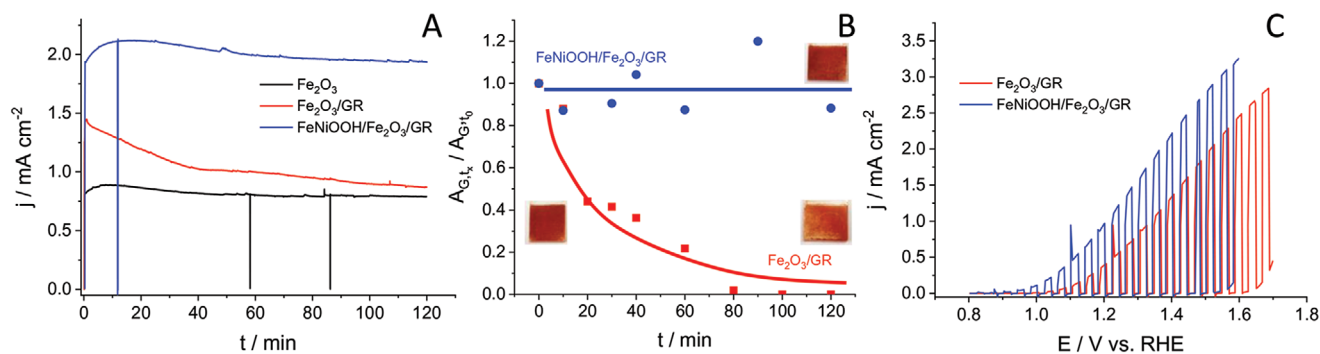 A
j / mA cm⁻²
2.0
1.5
1.0
0.5
0.0
Fe₂O₃
Fe₂O₃/GR
FeNiOOH/Fe₂O₃/GR
0 20 40 60 80 100 120
t / min
B
A_G,tₓ / A_G,t₀
1.2
1.0
0.8
0.6
0.4
0.2
0.0
FeNiOOH/Fe₂O₃/GR
Fe₂O₃/GR
0 20 40 60 80 100 120
t / min
C
j / mA cm⁻²
3.5
3.0
2.5
2.0
1.5
1.0
0.5
0.0
Fe₂O₃/GR
FeNiOOH/Fe₂O₃/GR
0.8 1.0 1.2 1.4 1.6 1.8
E / V vs. RHE